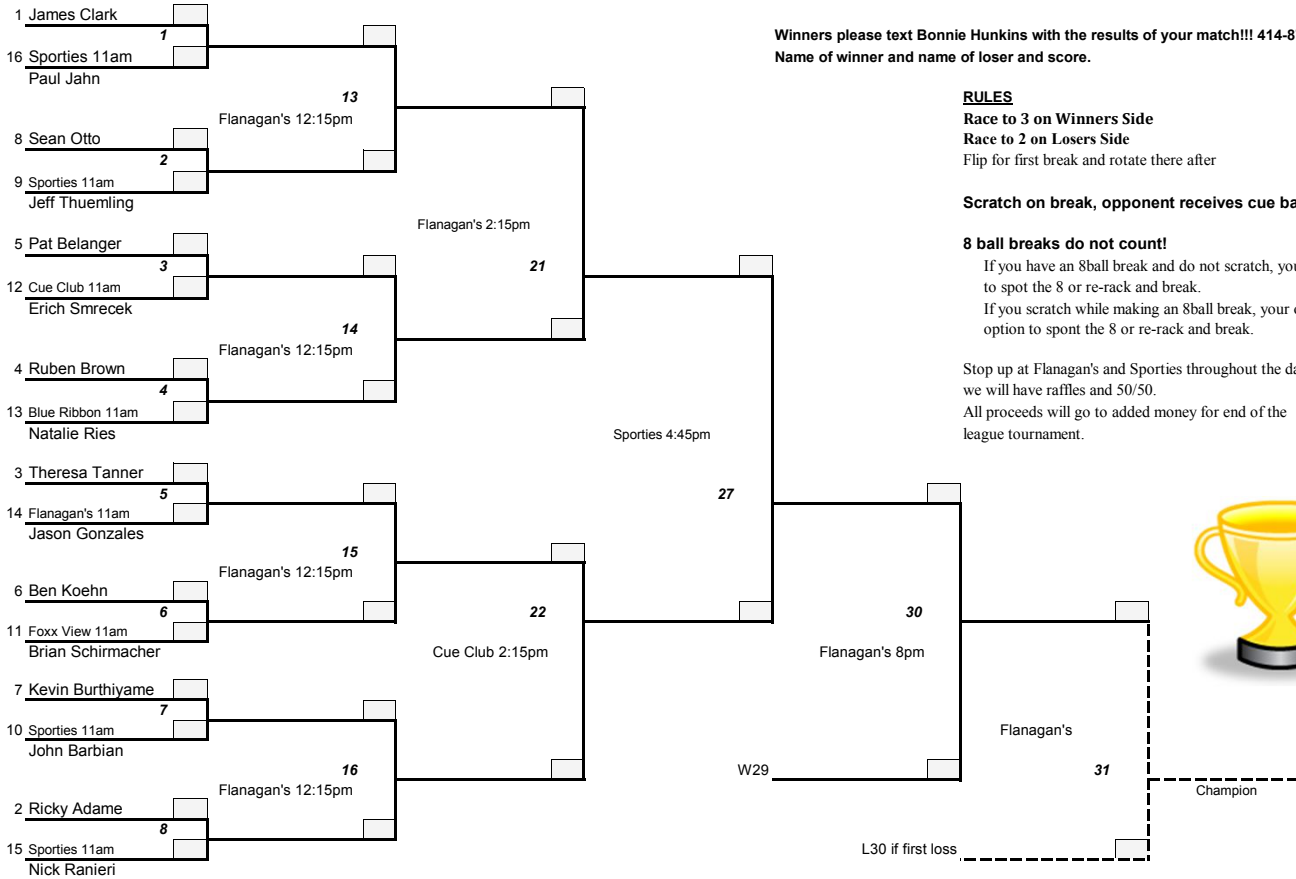 1 James Clark
1
16 Sporties 11am
Paul Jahn
13
Flanagan's 12:15pm
8 Sean Otto
2
9 Sporties 11am
Jeff Thuemling
Flanagan's 2:15pm
5 Pat Belanger
3
21
12 Cue Club 11am
Erich Smrecek
14
Flanagan's 12:15pm
4 Ruben Brown
4
13 Blue Ribbon 11am
Natalie Ries
Sporties 4:45pm
3 Theresa Tanner
5
27
14 Flanagan's 11am
Jason Gonzales
15
Flanagan's 12:15pm
6 Ben Koehn
6
22
30
11 Foxx View 11am
Brian Schirmacher
Cue Club 2:15pm
Flanagan's 8pm
7 Kevin Burthiyame
7
10 Sporties 11am
Flanagan's
John Barbian
16
W29
31
Flanagan's 12:15pm
Champion
2 Ricky Adame
8
15 Sporties 11am
L30 if first loss
Nick Ranieri
Winners please text Bonnie Hunkins with the results of your match!!! 414-8
Name of winner and name of loser and score.
RULES
Race to 3 on Winners Side
Race to 2 on Losers Side
Flip for first break and rotate there after
Scratch on break, opponent receives cue ba
8 ball breaks do not count!
If you have an 8ball break and do not scratch, you
to spot the 8 or re-rack and break.
If you scratch while making an 8ball break, your
option to spont the 8 or re-rack and break.
Stop up at Flanagan's and Sporties throughout the da
we will have raffles and 50/50.
All proceeds will go to added money for end of the
league tournament.